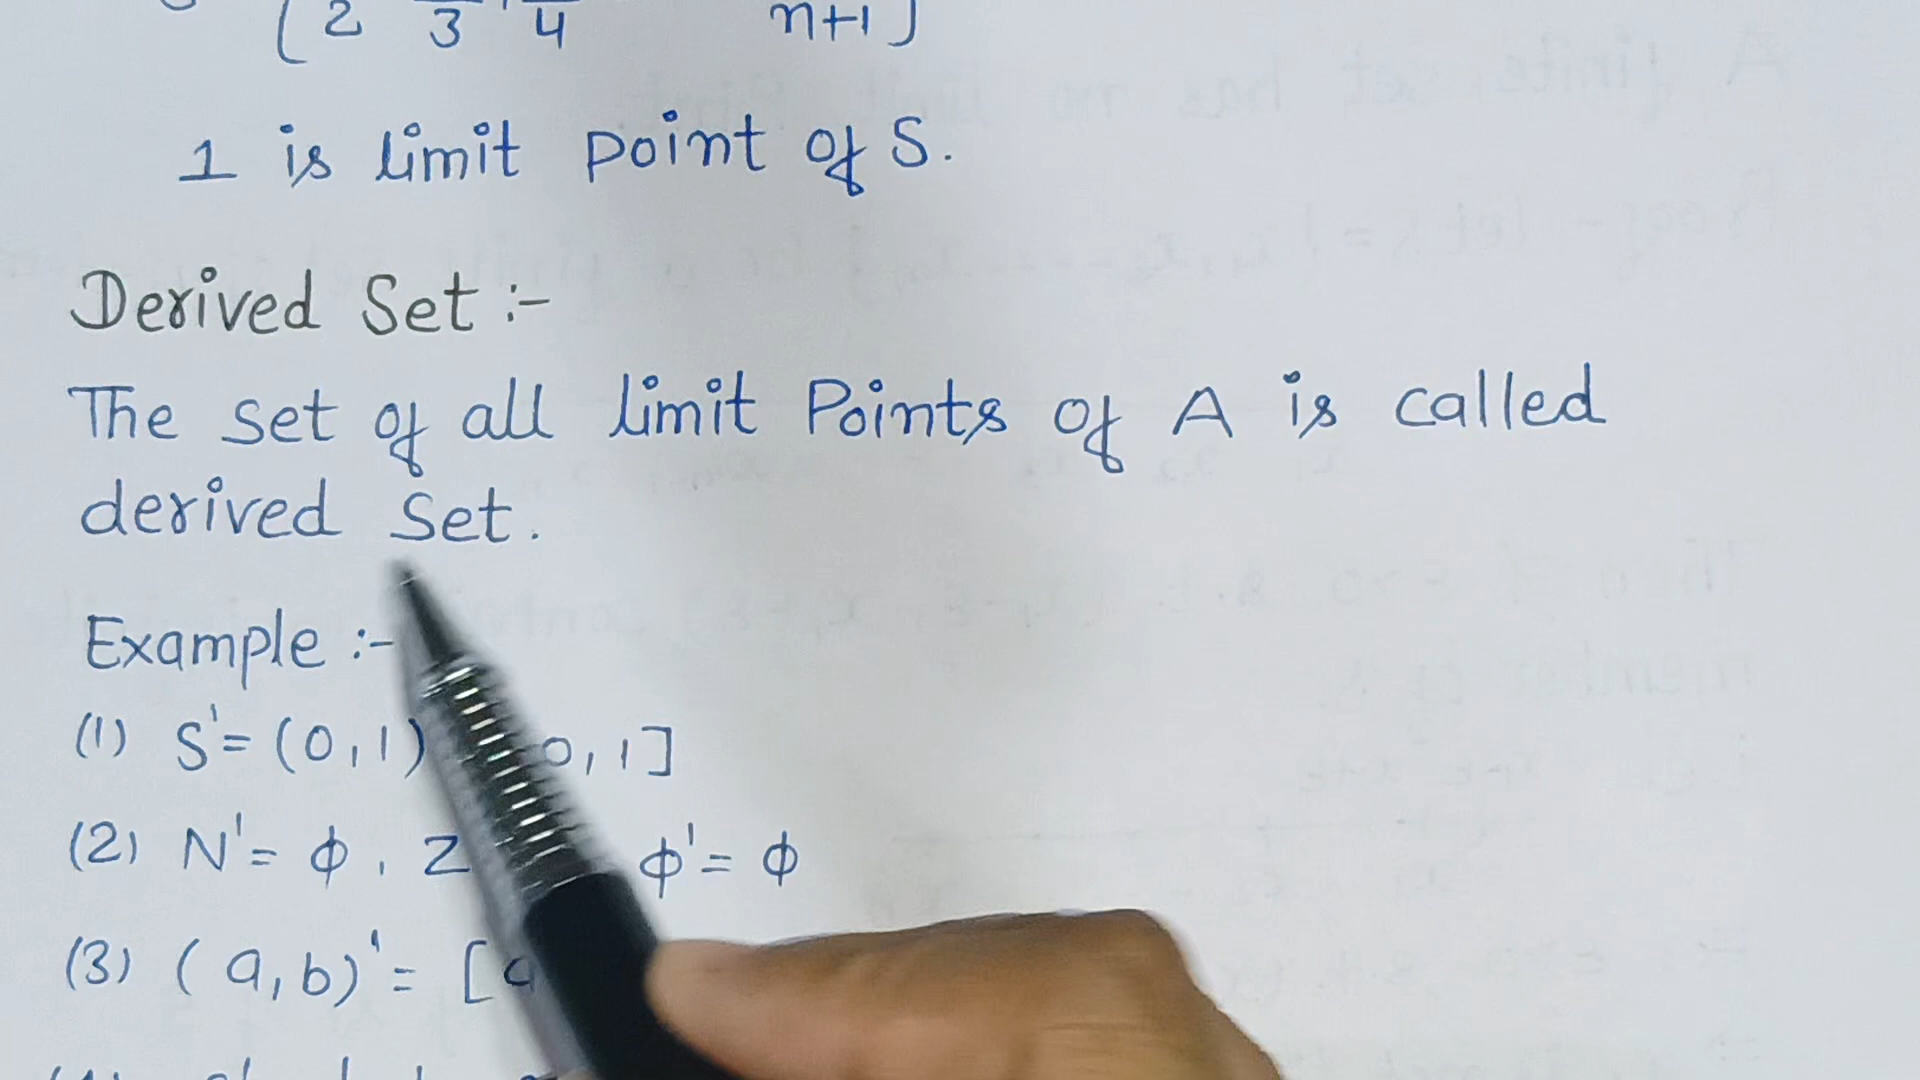 { 2 3 , 4 n+1 }
1 is limit point of S.
Derived Set :-
The set of all limit Points of A is called
derived Set.
Example :-
(1) S'= (0,1) 0,1]
(2) N'= ϕ , Z ϕ'= ϕ
(3) (a,b)'= [a